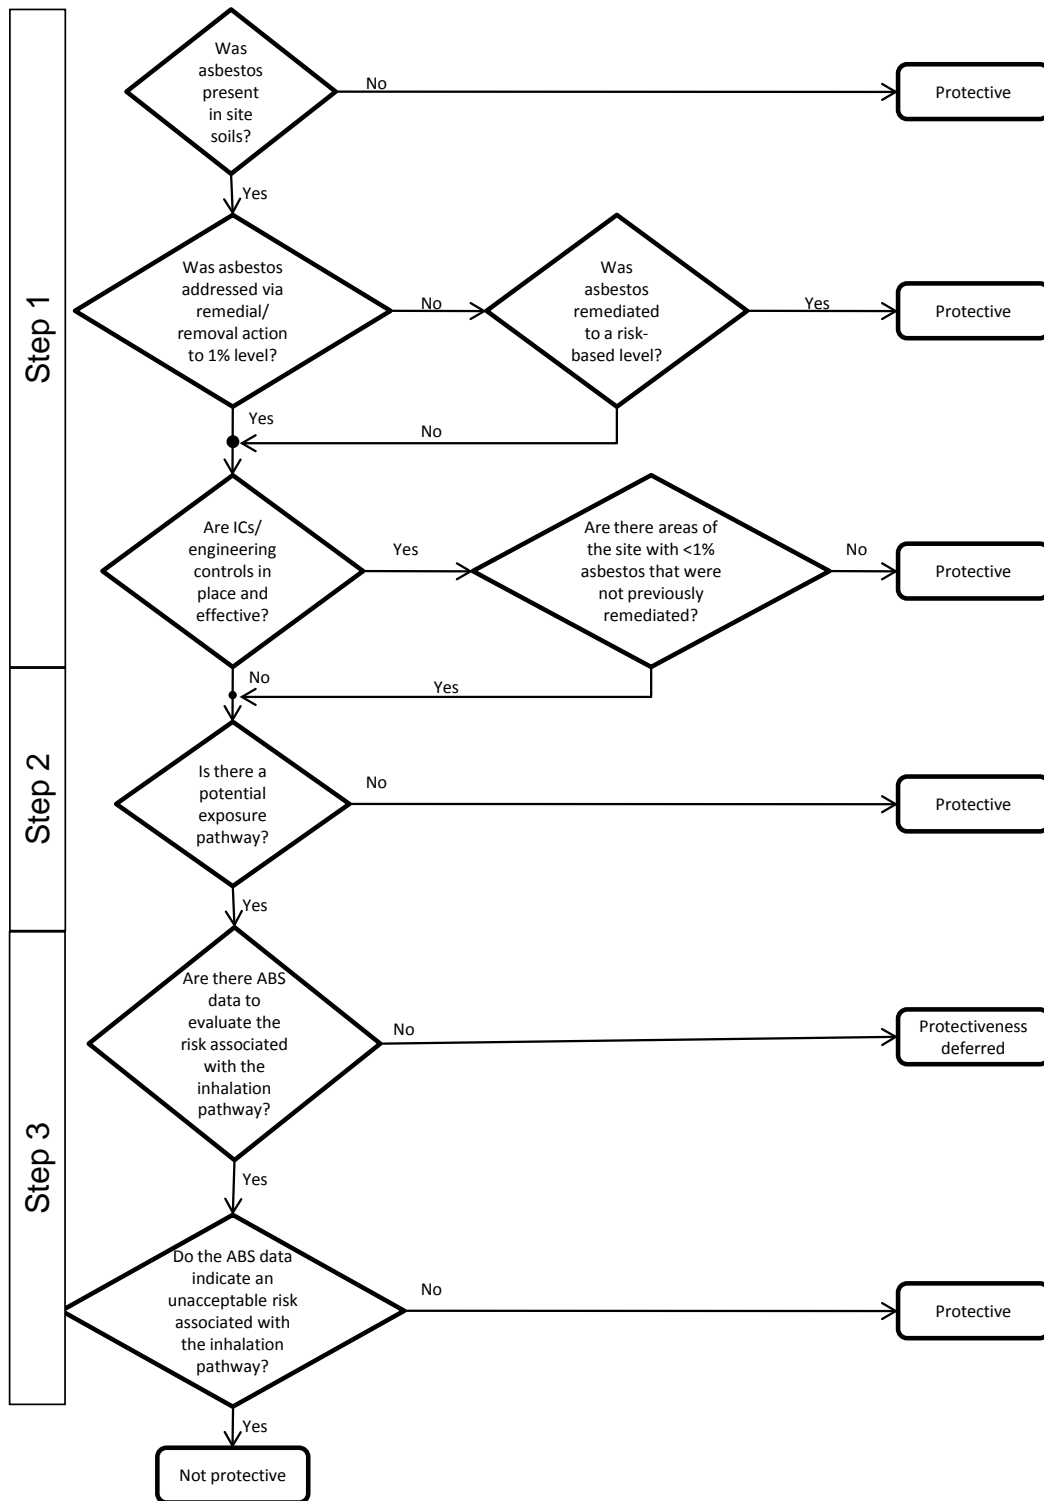 Step 1
Was
asbestos
present
in site
soils?
No
Protective
Yes
Was asbestos
addressed via
remedial/
removal action
to 1% level?
No
Was
asbestos
remediated
to a risk-
based level?
Yes
Protective
Yes
No
Are ICs/
engineering
controls in
place and
effective?
Yes
Are there areas of
the site with <1%
asbestos that were
not previously
remediated?
No
Protective
No
Yes
Step 2
Is there a
potential
exposure
pathway?
No
Protective
Yes
Step 3
Are there ABS
data to
evaluate the
risk associated
with the
inhalation
pathway?
No
Protectiveness
deferred
Yes
Do the ABS data
indicate an
unacceptable risk
associated with
the inhalation
pathway?
No
Protective
Yes
Not protective